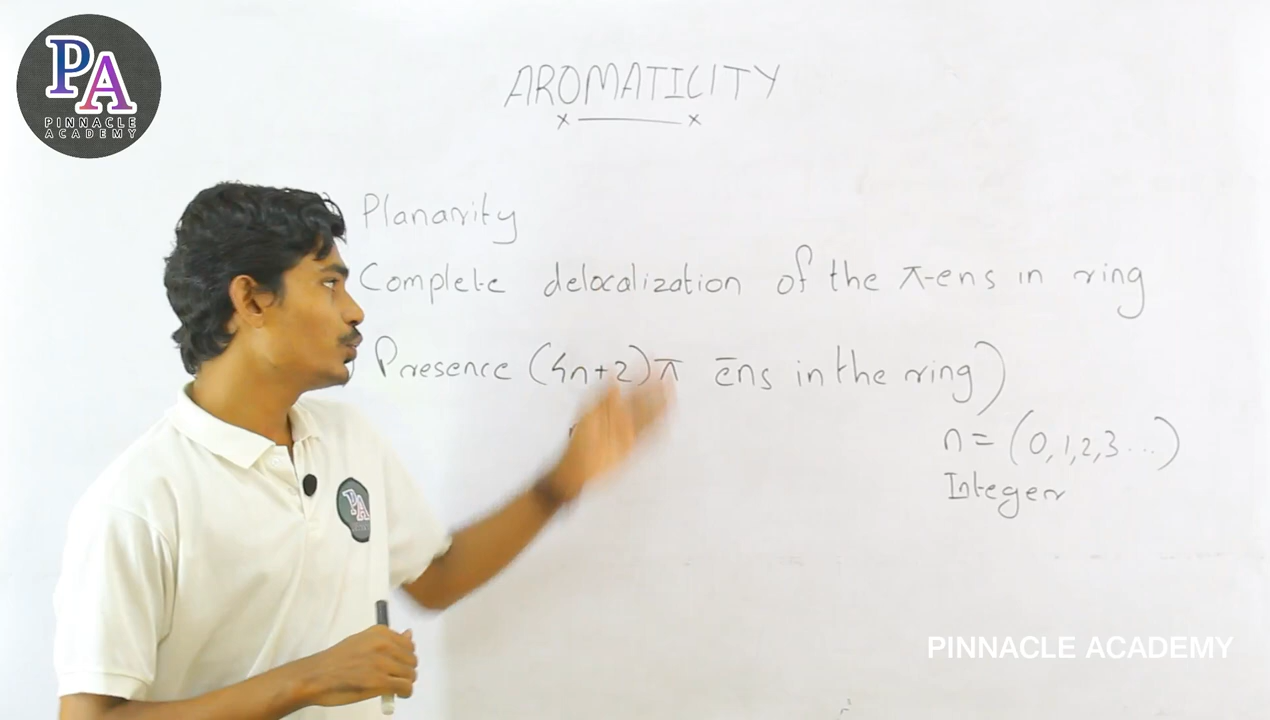 PA
PINNACLE
ACADEMY
AROMATICITY
Planarity
Complete delocalization of the π-ens in ring
Presence (4n+2)π ēns in the ring)
n = (0,1,2,3...)
Integer
PA
PINNACLE ACADEMY